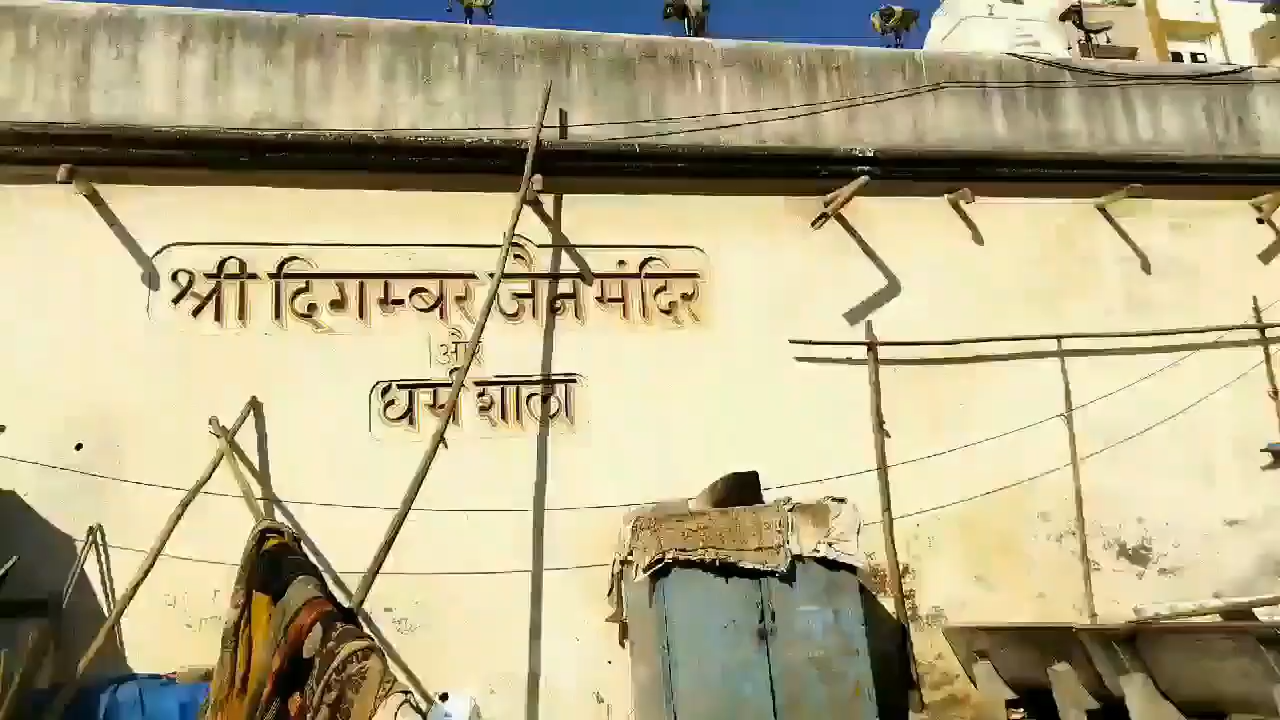 श्री दिगम्बर जैन मंदिर
और
धर्मशाला